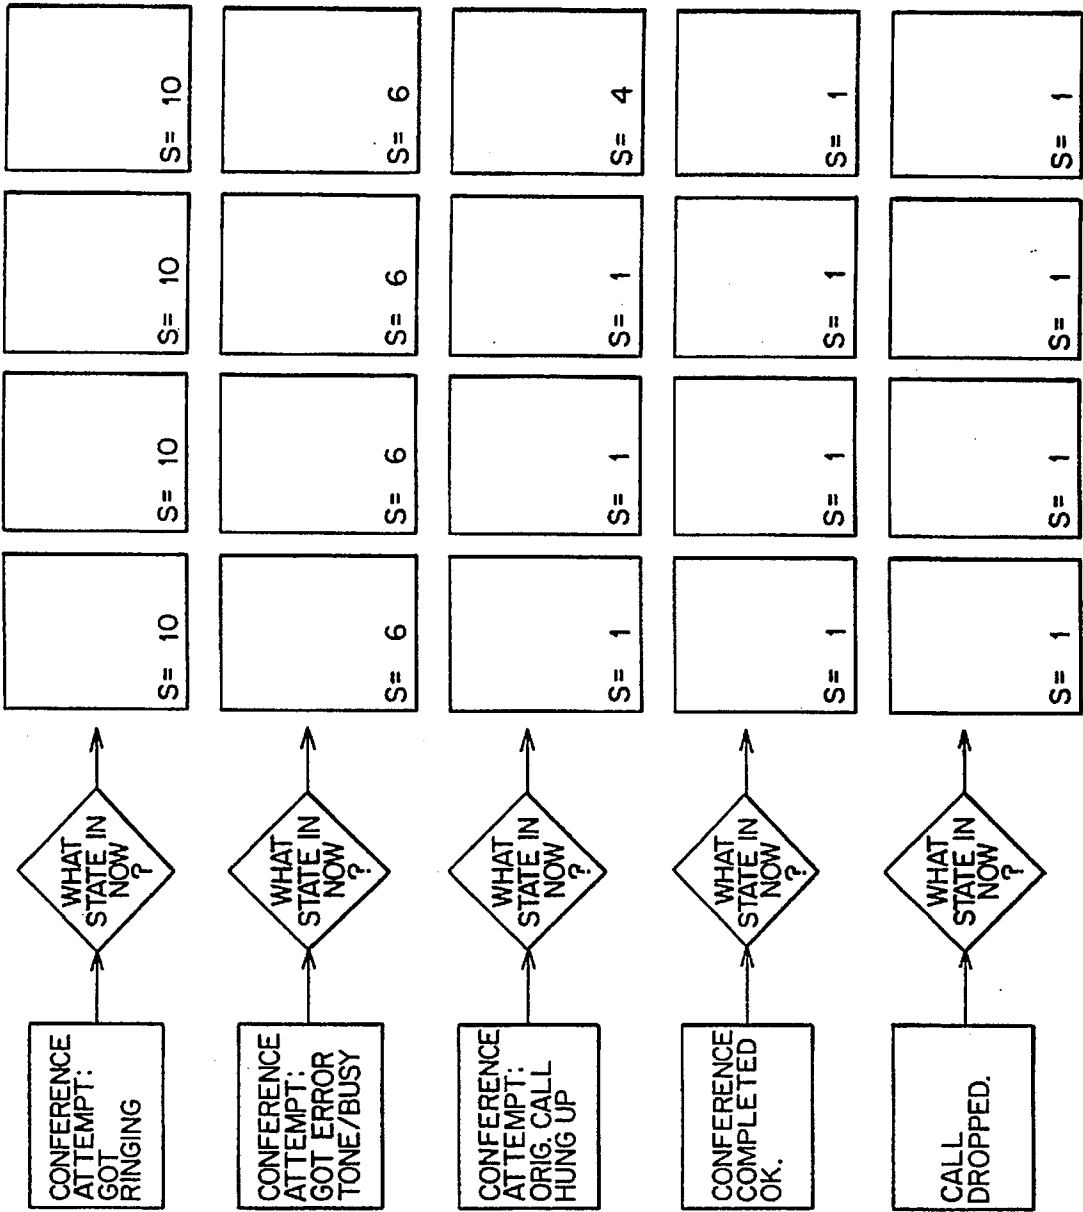 CONFERENCE
ATTEMPT:
GOT
RINGING
WHAT
STATE IN
NOW
?
S= 10
S= 10
S= 10
S= 10
CONFERENCE
ATTEMPT:
GOT ERROR
TONE/BUSY
WHAT
STATE IN
NOW
?
S= 6
S= 6
S= 6
S= 6
CONFERENCE
ATTEMPT:
ORIG. CALL
HUNG UP
WHAT
STATE IN
NOW
?
S= 1
S= 1
S= 1
S= 4
CONFERENCE
COMPLETED
OK.
WHAT
STATE IN
NOW
?
S= 1
S= 1
S= 1
S= 1
CALL
DROPPED.
WHAT
STATE IN
NOW
?
S= 1
S= 1
S= 1
S= 1